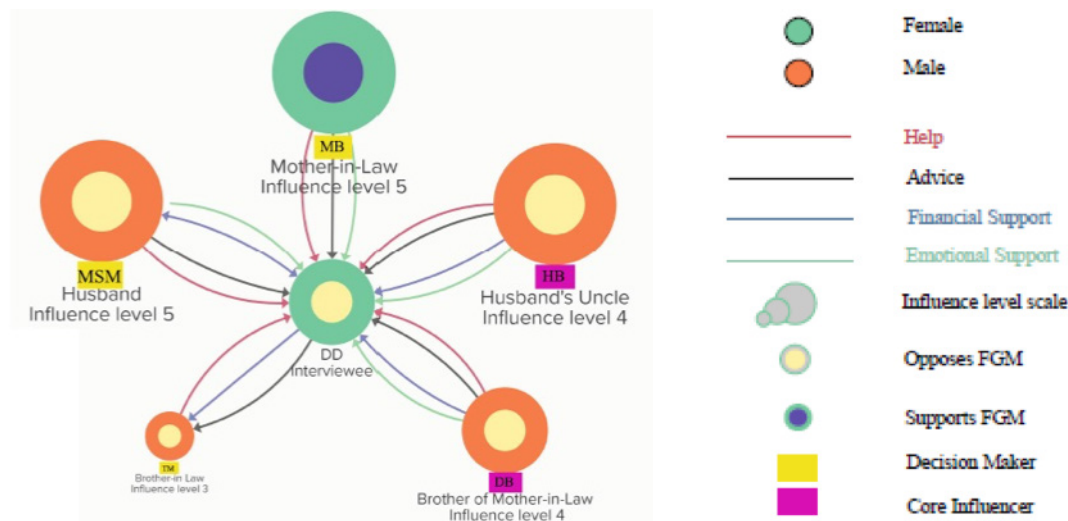 MB
Mother-in-Law
Influence level 5
MSM
Husband
Influence level 5
HB
Husband's Uncle
Influence level 4
DD
Interviewee
TM
Brother-in Law
Influence level 3
DB
Brother of Mother-in-Law
Influence level 4
Female
Male
Help
Advice
Financial Support
Emotional Support
Influence level scale
Opposes FGM
Supports FGM
Decision Maker
Core Influencer